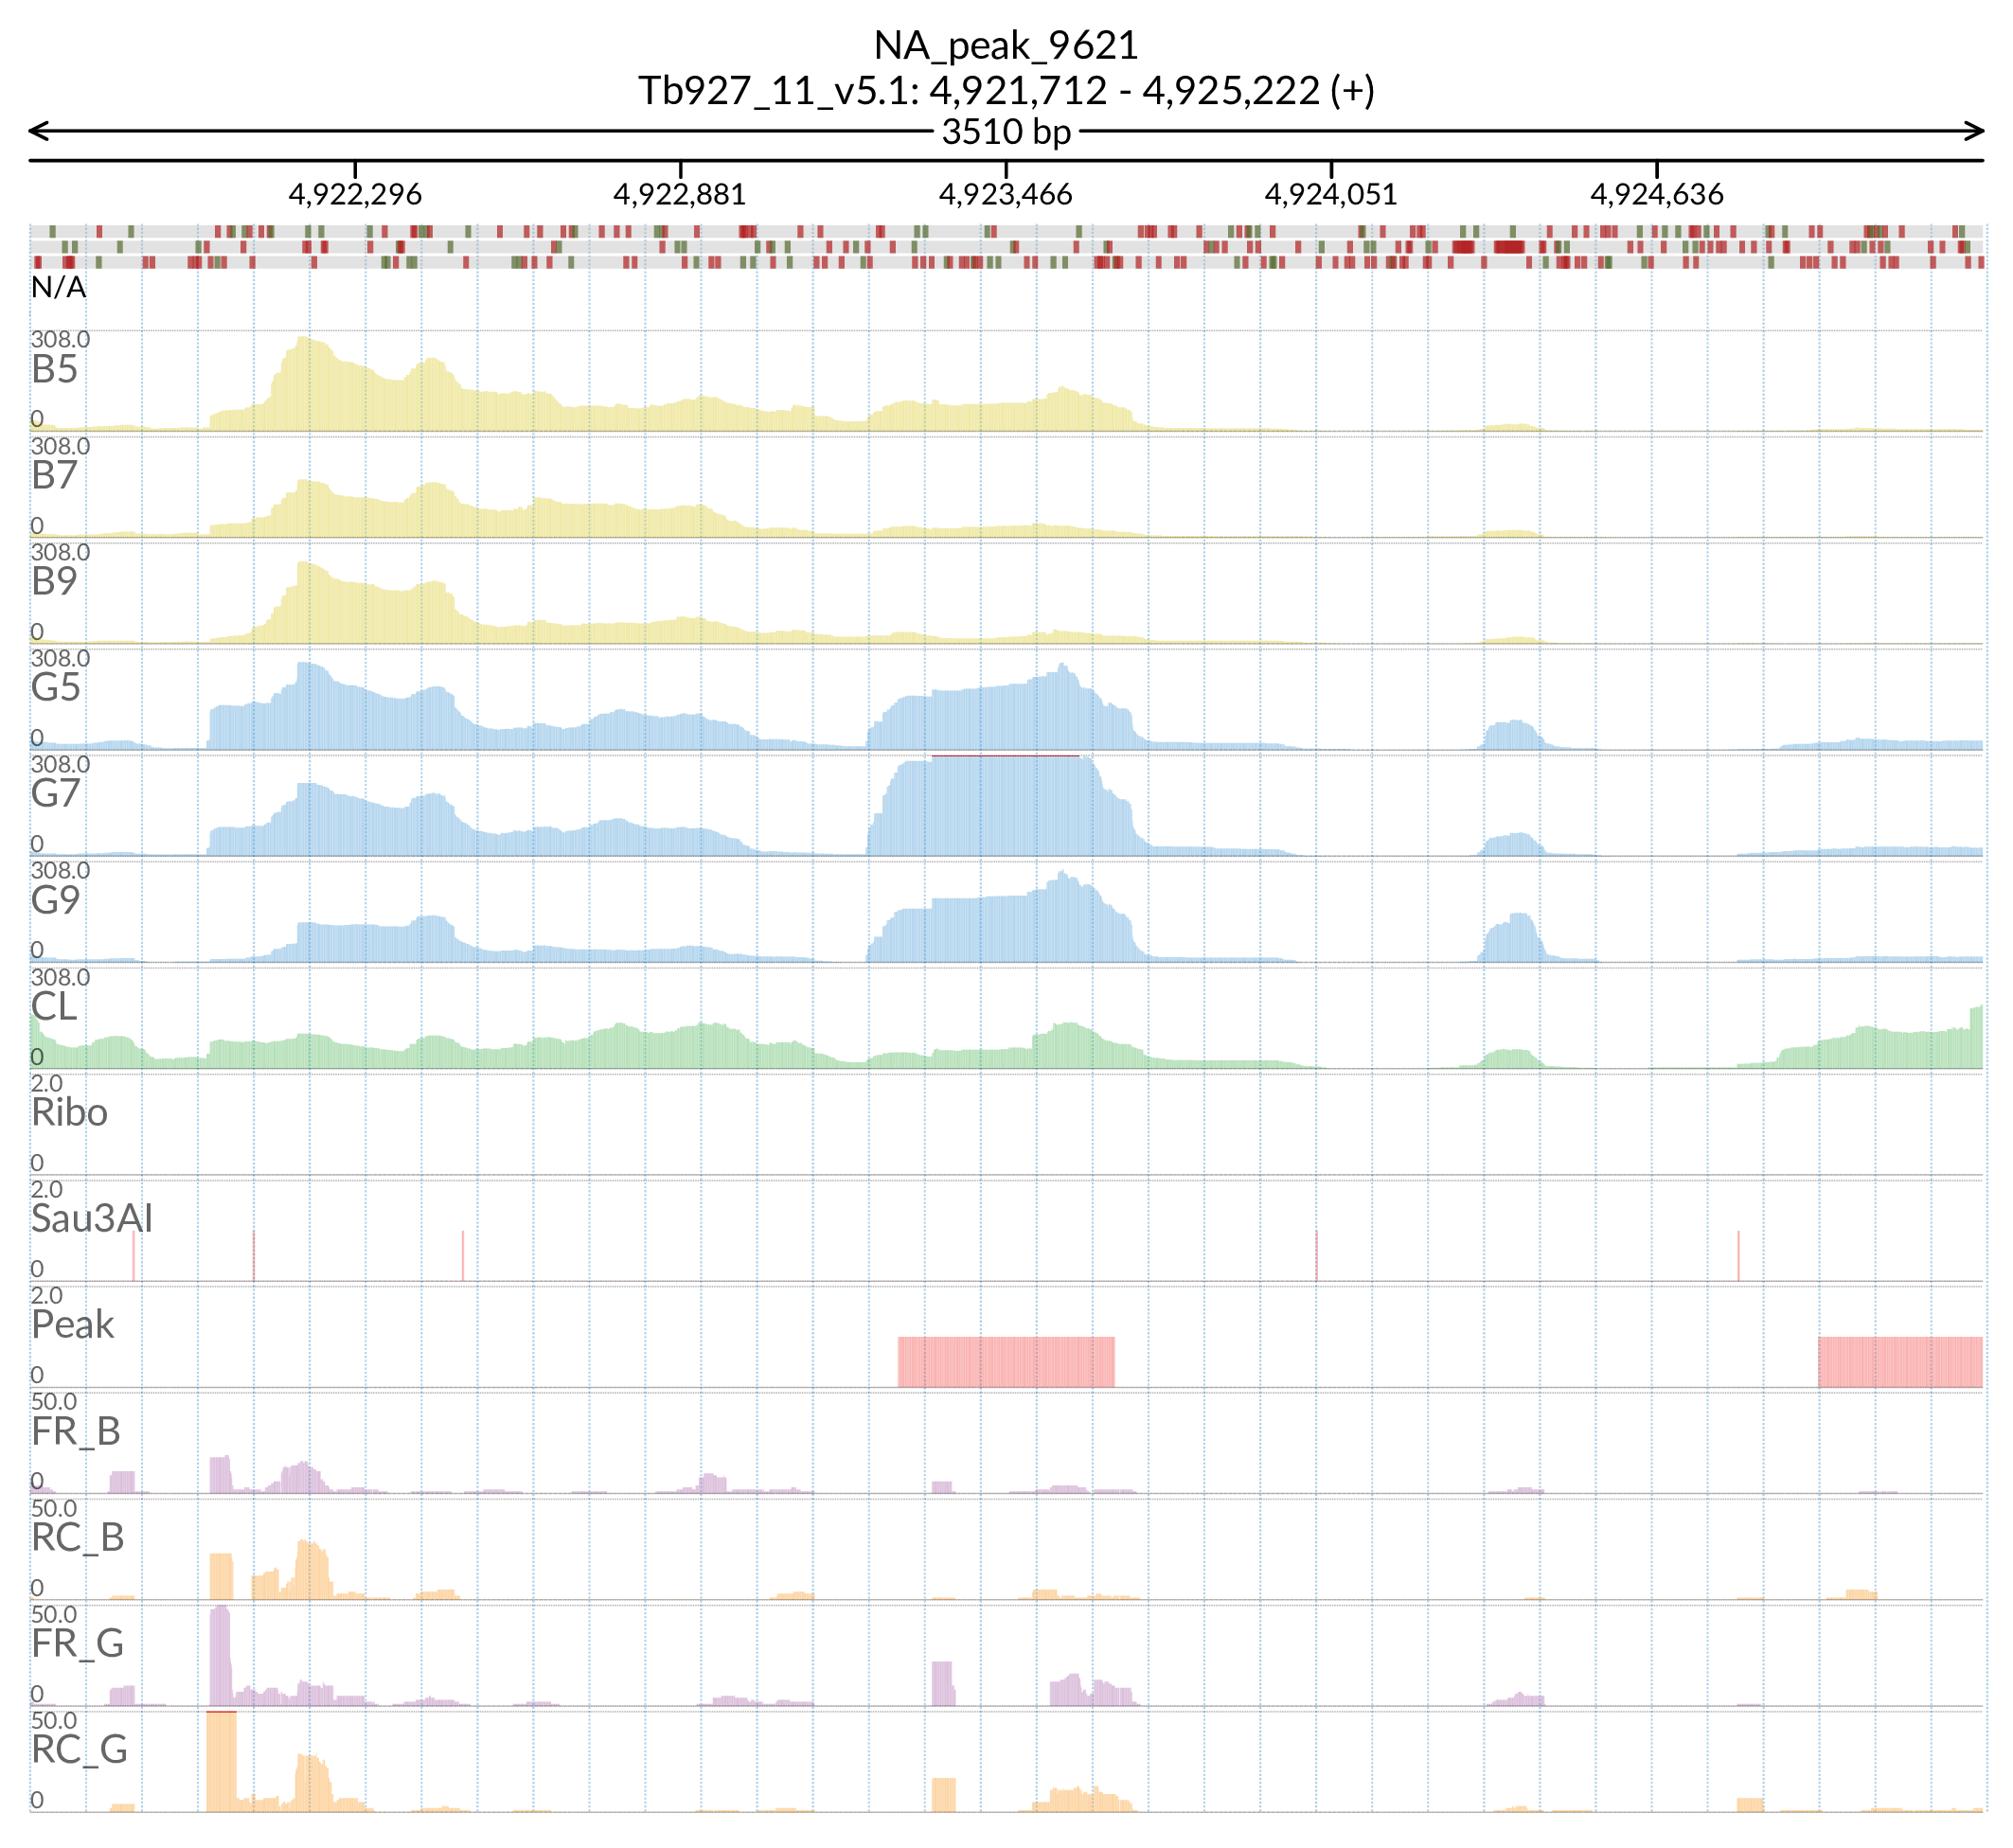 NA_peak_9621
Tb927_11_v5.1: 4,921,712 - 4,925,222 (+)
3510 bp
4,922,296 4,922,881 4,923,466 4,924,051 4,924,636
N/A
308.0
B5
0
308.0
B7
0
308.0
B9
0
308.0
G5
0
308.0
G7
0
308.0
G9
0
308.0
CL
0
2.0
Ribo
0
2.0
Sau3AI
0
2.0
Peak
0
50.0
FR_B
0
50.0
RC_B
0
50.0
FR_G
0
50.0
RC_G
0